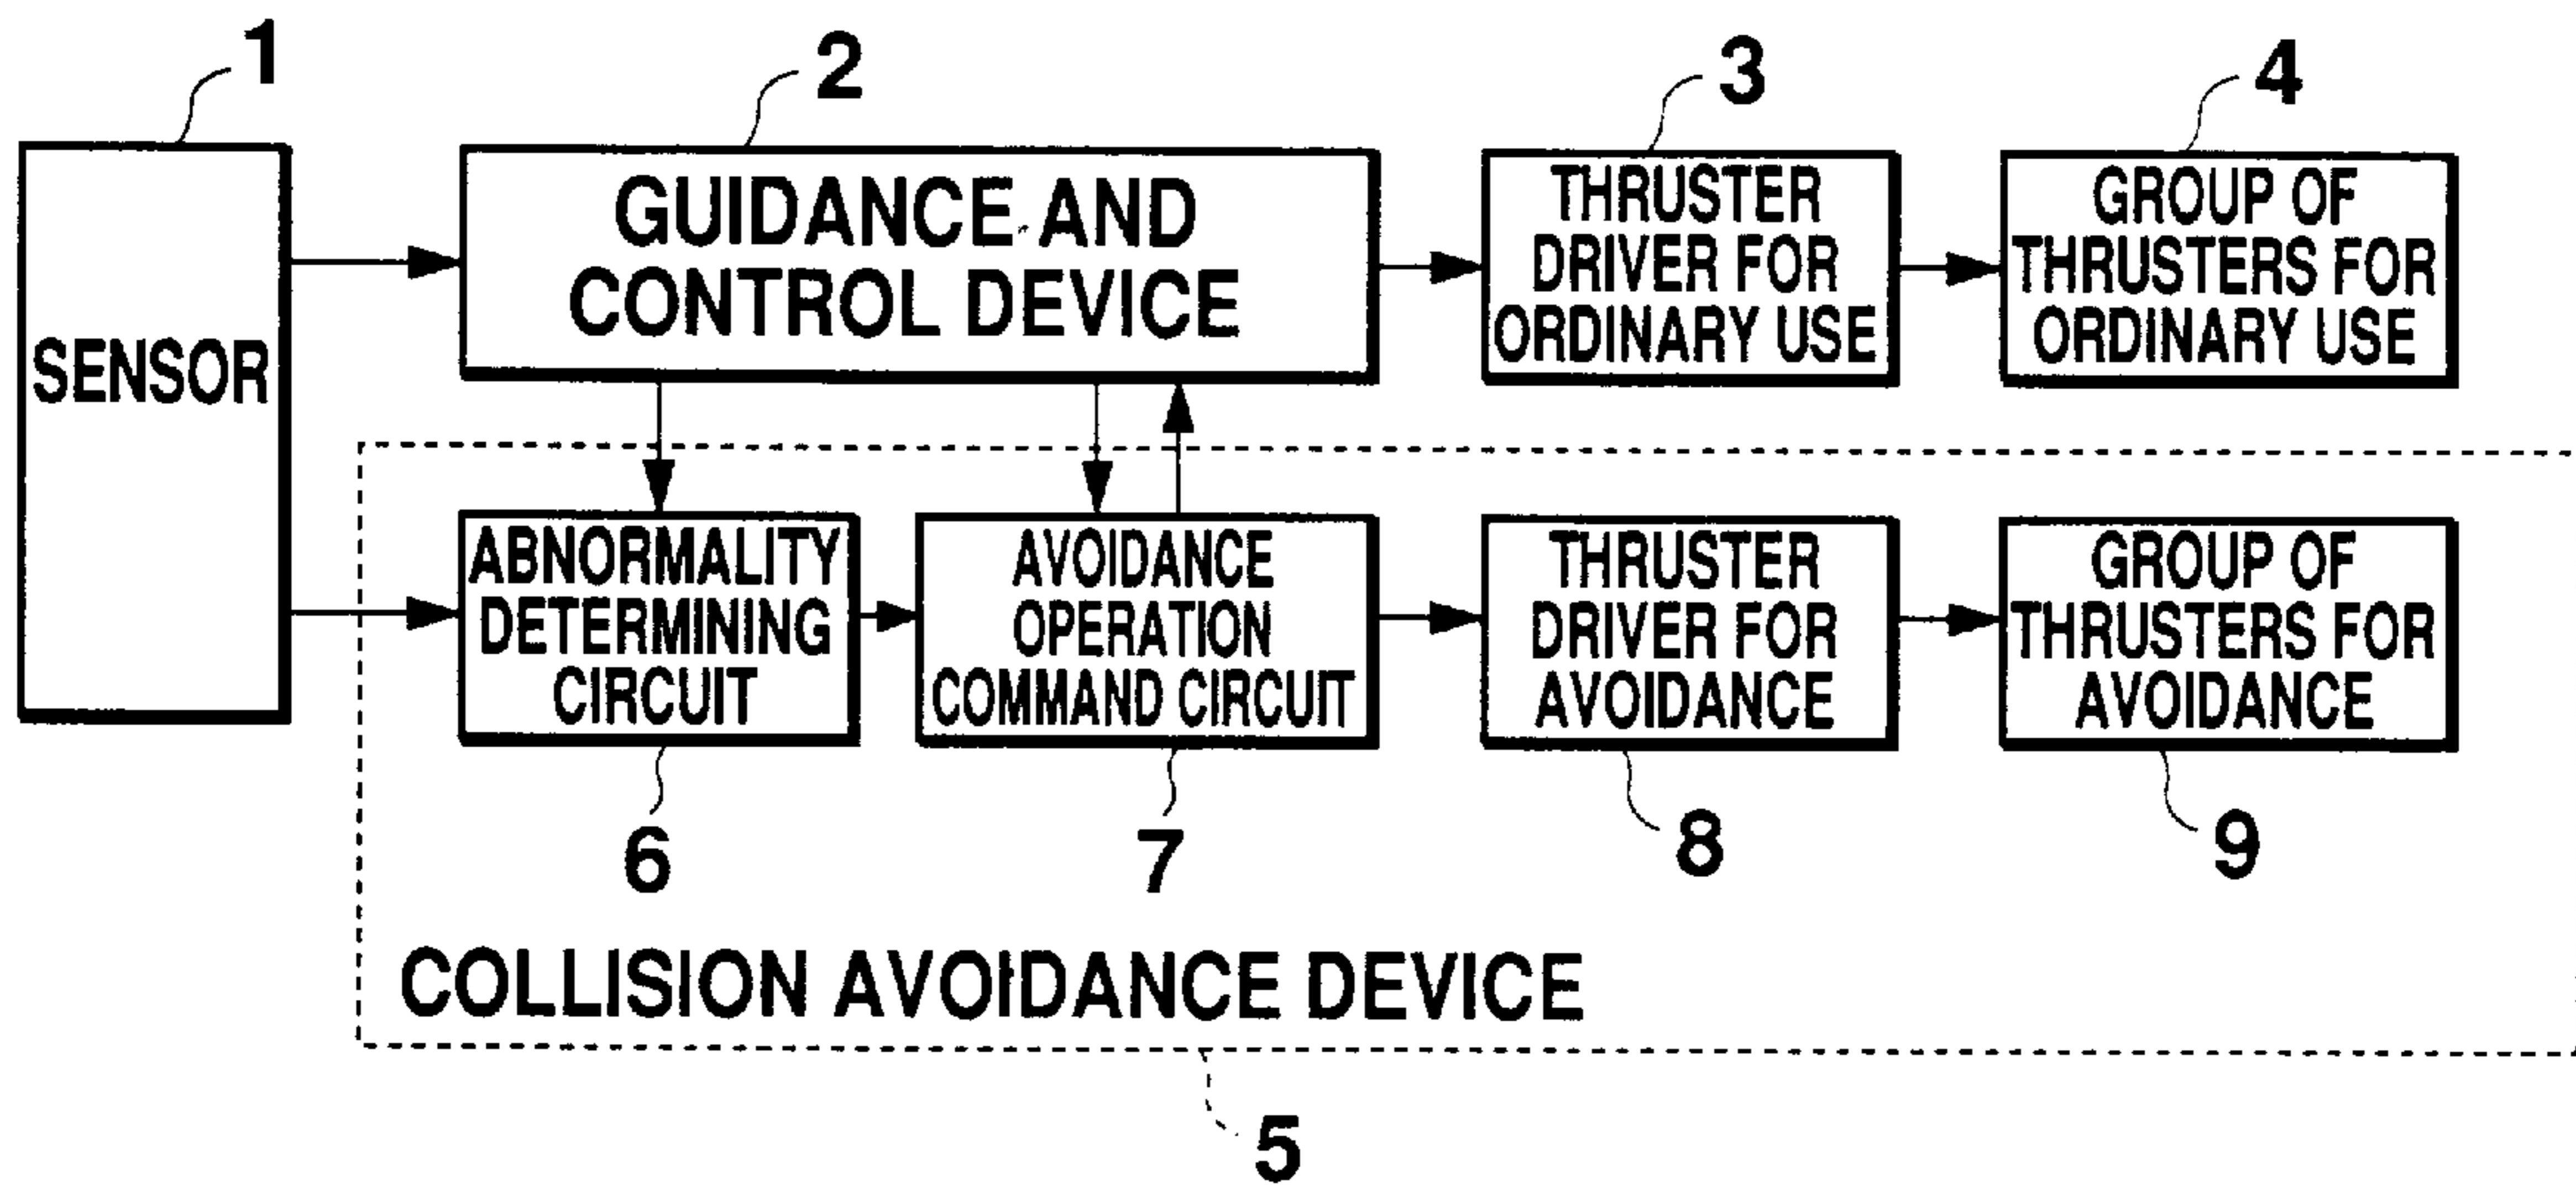 1
2
3
4
SENSOR
GUIDANCE AND
CONTROL DEVICE
THRUSTER
DRIVER FOR
ORDINARY USE
GROUP OF
THRUSTERS FOR
ORDINARY USE
ABNORMALITY
DETERMINING
CIRCUIT
AVOIDANCE
OPERATION
COMMAND CIRCUIT
THRUSTER
DRIVER FOR
AVOIDANCE
GROUP OF
THRUSTERS FOR
AVOIDANCE
6
7
8
9
COLLISION AVOIDANCE DEVICE
5